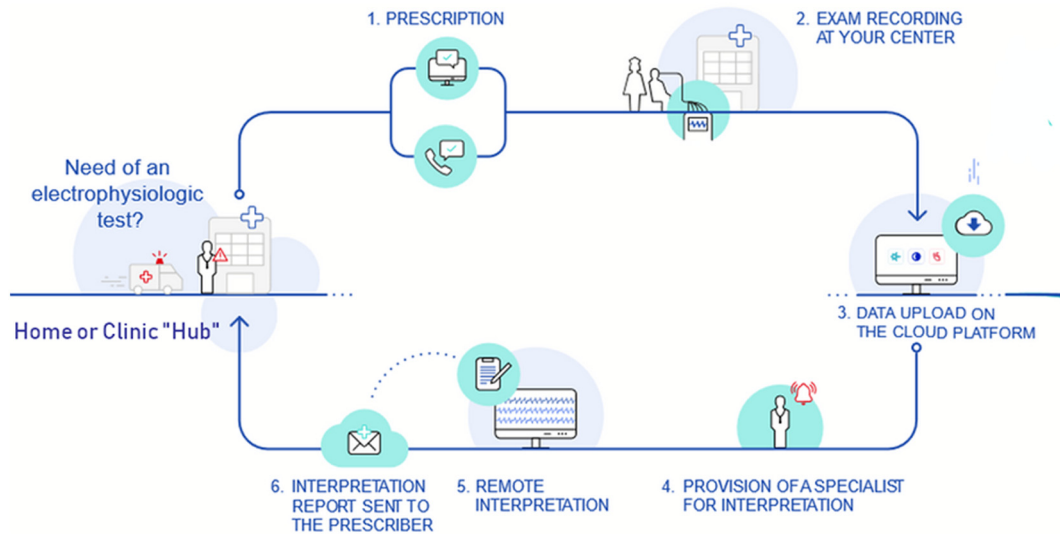 1. PRESCRIPTION
2. EXAM RECORDING
AT YOUR CENTER
Need of an
electrophysiologic
test?
Home or Clinic "Hub"
3. DATA UPLOAD ON
THE CLOUD PLATFORM
4. PROVISION OF A SPECIALIST
FOR INTERPRETATION
5. REMOTE
INTERPRETATION
6. INTERPRETATION
REPORT SENT TO
THE PRESCRIBER